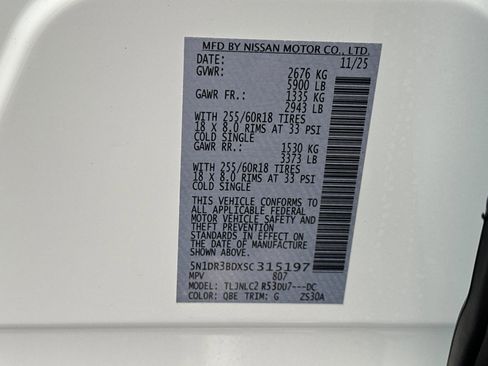 MFD BY NISSAN MOTOR CO., LTD.
DATE: 11/25
GVWR: 2676 KG
5900 LB
GAWR FR.: 1335 KG
2943 LB
WITH 255/60R18 TIRES
18 X 8.0 RIMS AT 33 PSI
COLD SINGLE
GAWR RR.: 1530 KG
3373 LB
WITH 255/60R18 TIRES
18 X 8.0 RIMS AT 33 PSI
COLD SINGLE
THIS VEHICLE CONFORMS TO
ALL APPLICABLE FEDERAL
MOTOR VEHICLE SAFETY AND
THEFT PREVENTION
STANDARDS IN EFFECT ON
THE DATE OF MANUFACTURE
SHOWN ABOVE.
5N1DR3BDXSC315197
MPV 807
MODEL: TLJNLC2 R53DU7---DC
COLOR: QBE TRIM: G ZS30A